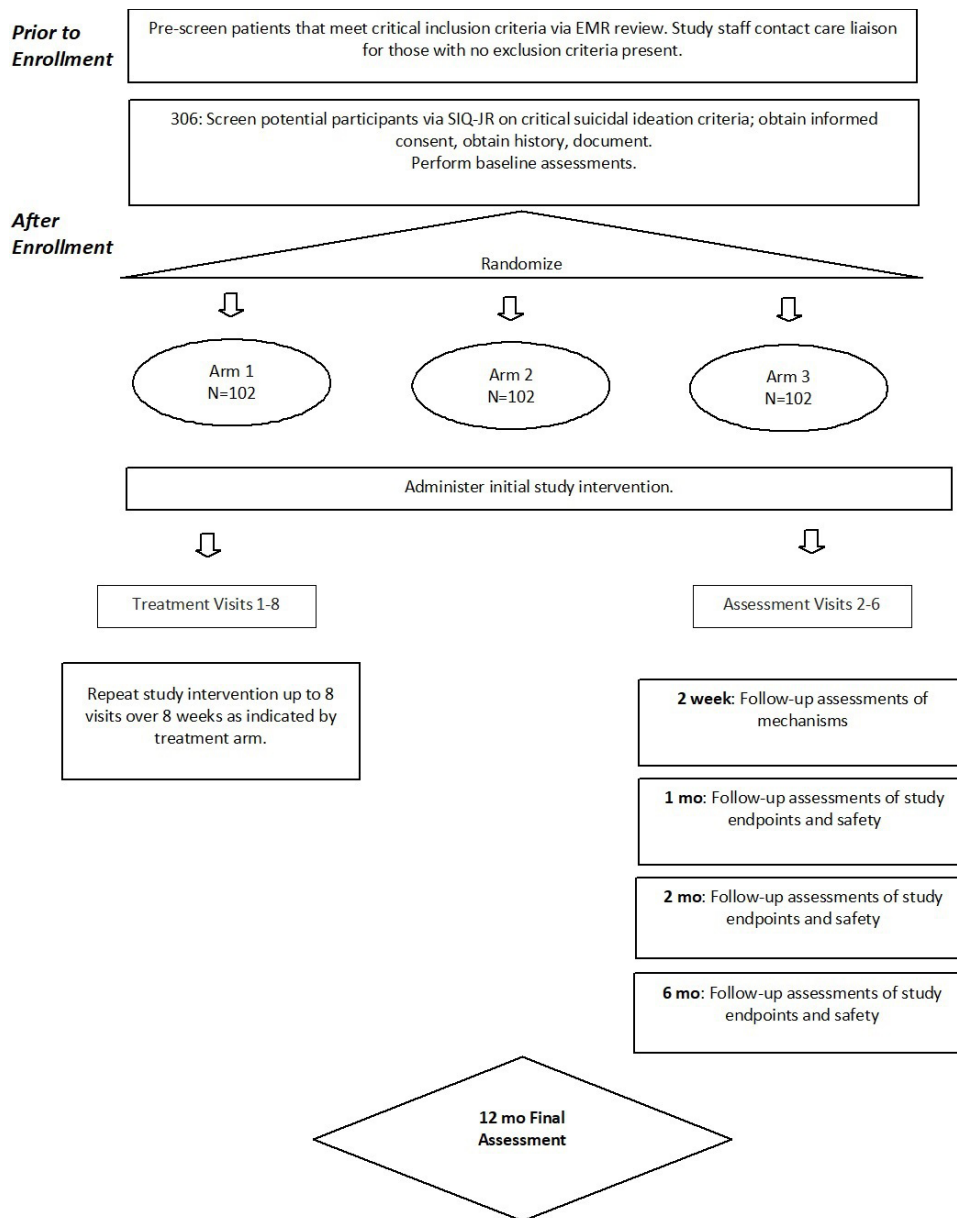 Prior to
Enrollment
Pre-screen patients that meet critical inclusion criteria via EMR review. Study staff contact care liaison
for those with no exclusion criteria present.
306: Screen potential participants via SIQ-JR on critical suicidal ideation criteria; obtain informed
consent, obtain history, document.
Perform baseline assessments.
After
Enrollment
Randomize
Arm 1
N=102
Arm 2
N=102
Arm 3
N=102
Administer initial study intervention.
Treatment Visits 1-8
Assessment Visits 2-6
Repeat study intervention up to 8
visits over 8 weeks as indicated by
treatment arm.
2 week: Follow-up assessments of
mechanisms
1 mo: Follow-up assessments of study
endpoints and safety
2 mo: Follow-up assessments of study
endpoints and safety
6 mo: Follow-up assessments of study
endpoints and safety
12 mo Final
Assessment